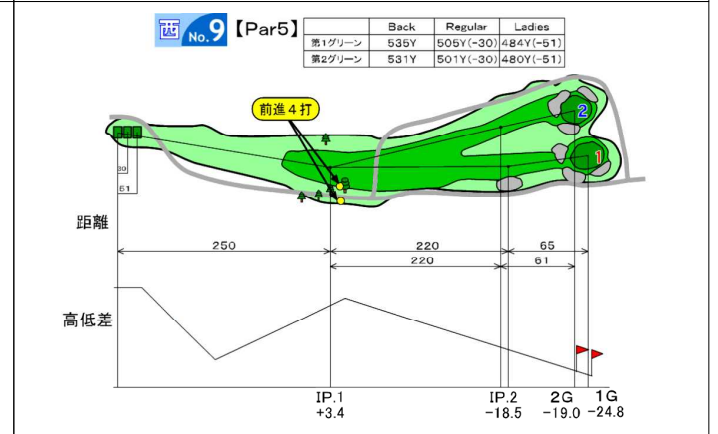 西 No.9 【Par5】
Back Regular Ladies
第1グリーン 535Y 505Y(-30) 484Y(-51)
第2グリーン 531Y 501Y(-30) 480Y(-51)
前進4打
2
1
30
51
距離
250 220 65
220 61
高低差
IP.1 IP.2 2G 1G
+3.4 -18.5 -19.0 -24.8